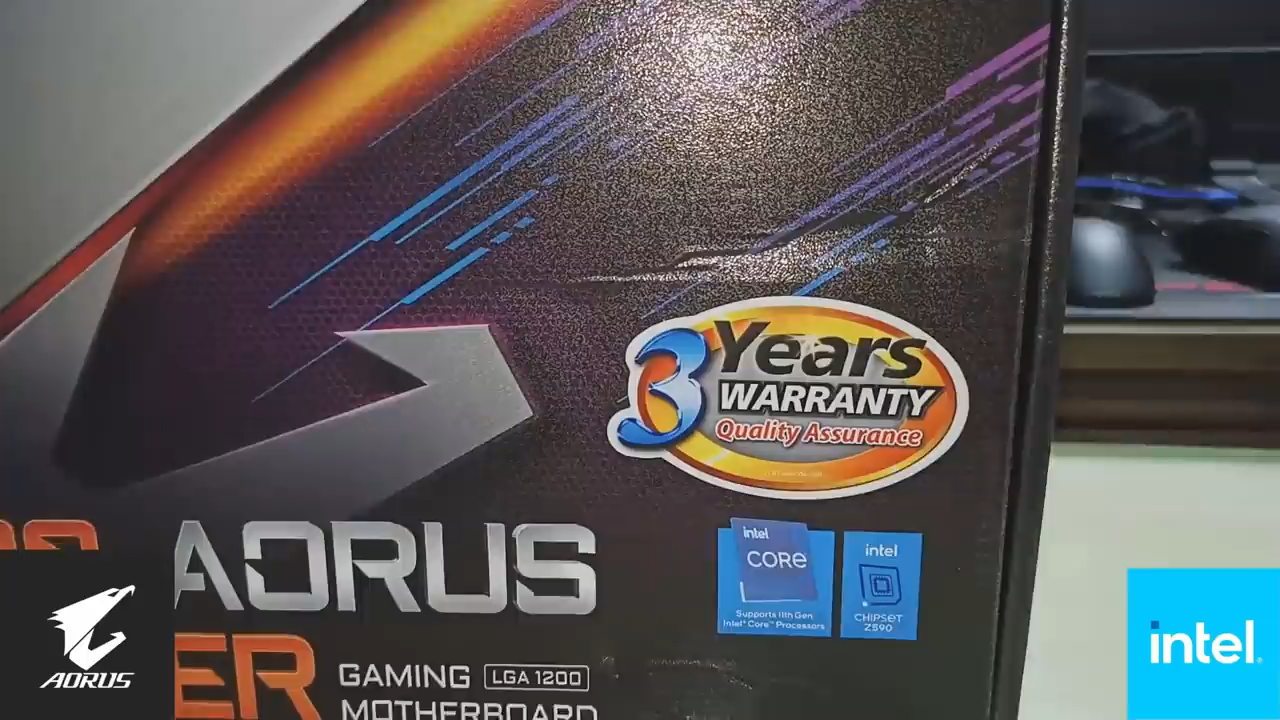 3 Years
WARRANTY
Quality Assurance
AORUS
ER
GAMING LGA 1200
MOTHERBOARD
intel
CORE
Supports 11th Gen
Intel® Core™ Processors
intel
CHIPSET
Z590
AORUS
intel.